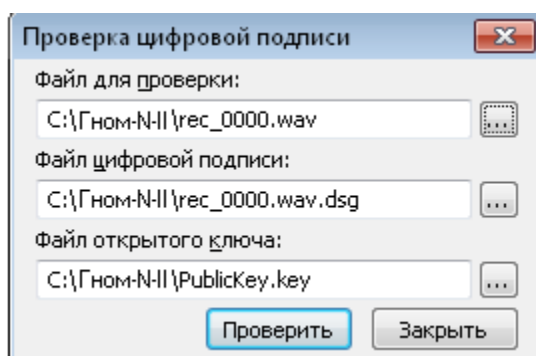 Проверка цифровой подписи
Файл для проверки:
C:\Гном-N-II\rec_0000.wav
...
Файл цифровой подписи:
C:\Гном-N-II\rec_0000.wav.dsg
...
Файл открытого ключа:
C:\Гном-N-II\PublicKey.key
...
Проверить Закрыть